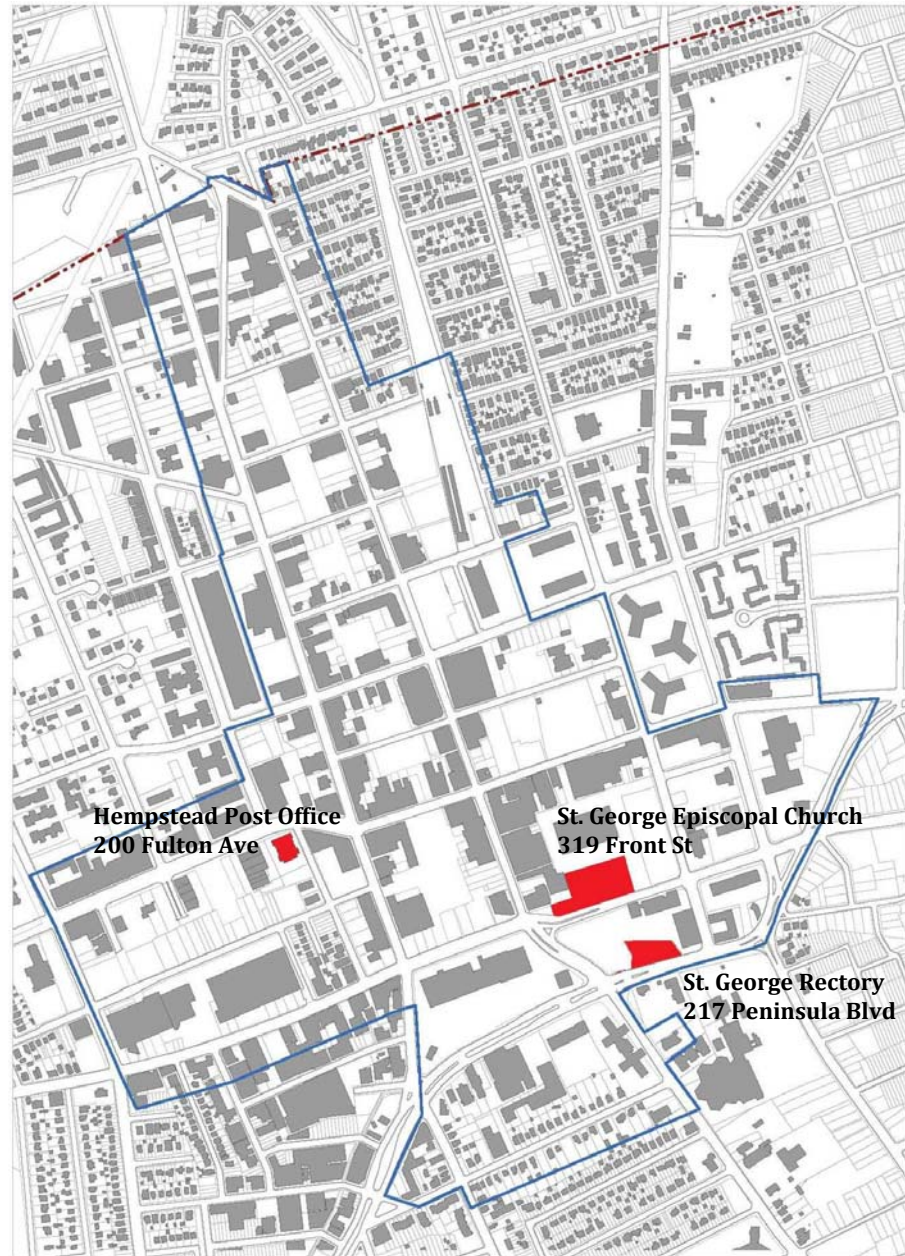 Hempstead Post Office
200 Fulton Ave
St. George Episcopal Church
319 Front St
St. George Rectory
217 Peninsula Blvd